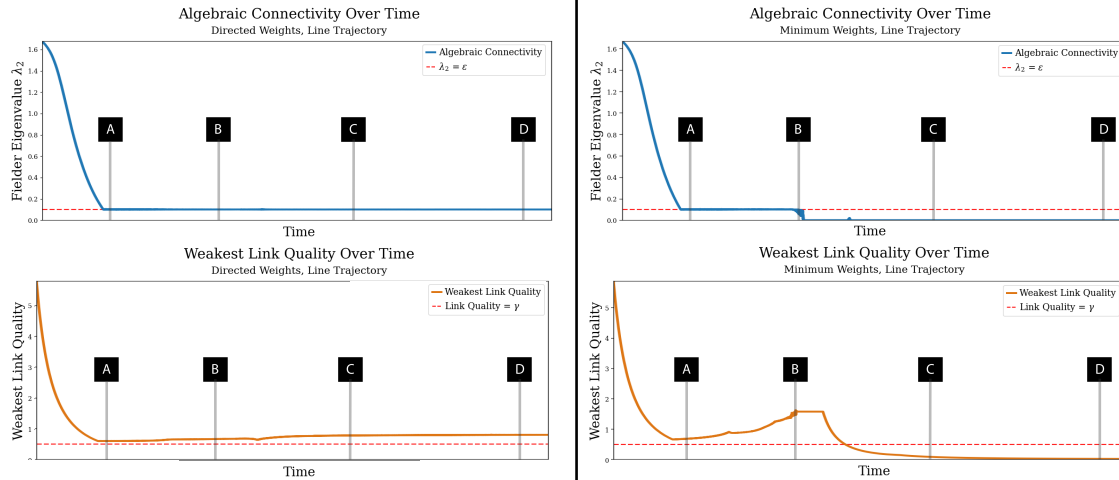 Algebraic Connectivity Over Time
Directed Weights, Line Trajectory
Fielder Eigenvalue λ₂
1.6
1.4
1.2
1.0
0.8
0.6
0.4
0.2
0.0
Algebraic Connectivity
λ₂ = ε
A
B
C
D
Time
Weakest Link Quality Over Time
Directed Weights, Line Trajectory
Weakest Link Quality
5
4
3
2
1
Weakest Link Quality
Link Quality = γ
A
B
C
D
Time
Algebraic Connectivity Over Time
Minimum Weights, Line Trajectory
Fielder Eigenvalue λ₂
1.6
1.4
1.2
1.0
0.8
0.6
0.4
0.2
0.0
Algebraic Connectivity
λ₂ = ε
A
B
C
D
Time
Weakest Link Quality Over Time
Minimum Weights, Line Trajectory
Weakest Link Quality
5
4
3
2
1
0
Weakest Link Quality
Link Quality = γ
A
B
C
D
Time